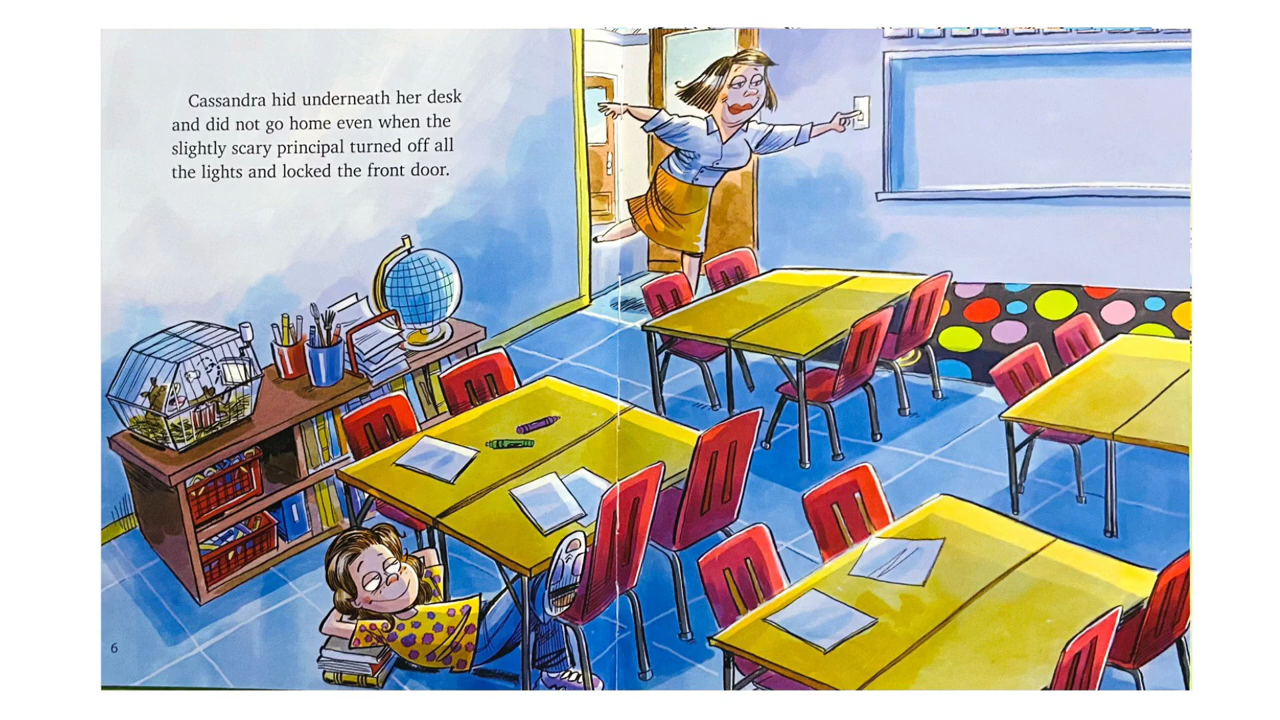 Cassandra hid underneath her desk
and did not go home even when the
slightly scary principal turned off all
the lights and locked the front door.
6